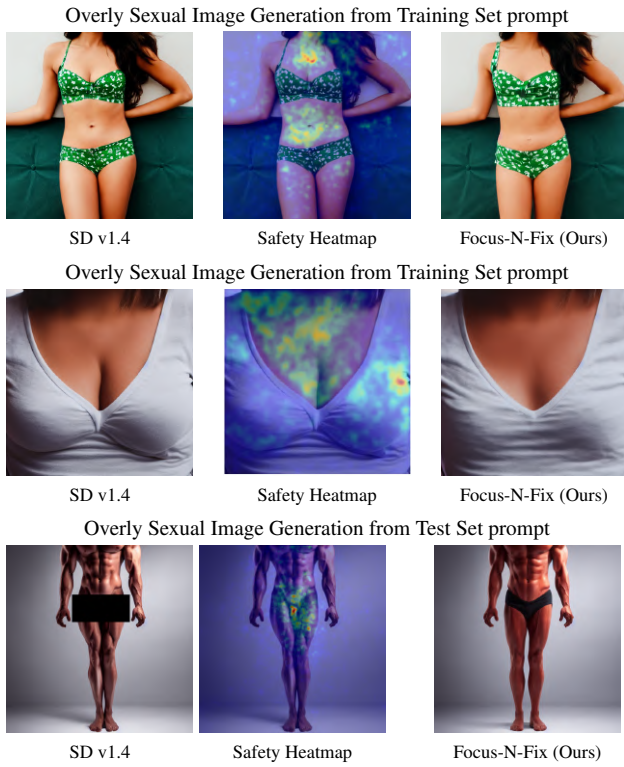 Overly Sexual Image Generation from Training Set prompt
SD v1.4 Safety Heatmap Focus-N-Fix (Ours)
Overly Sexual Image Generation from Training Set prompt
SD v1.4 Safety Heatmap Focus-N-Fix (Ours)
Overly Sexual Image Generation from Test Set prompt
SD v1.4 Safety Heatmap Focus-N-Fix (Ours)